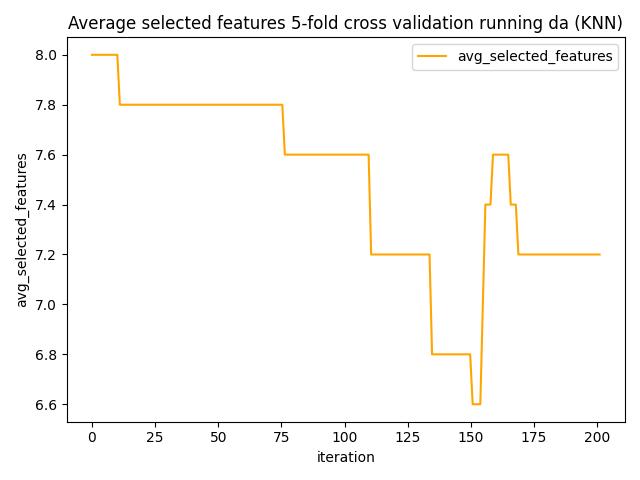 Average selected features 5-fold cross validation running da (KNN)
avg_selected_features
avg_selected_features
8.0
7.8
7.6
7.4
7.2
7.0
6.8
6.6
0 25 50 75 100 125 150 175 200
iteration